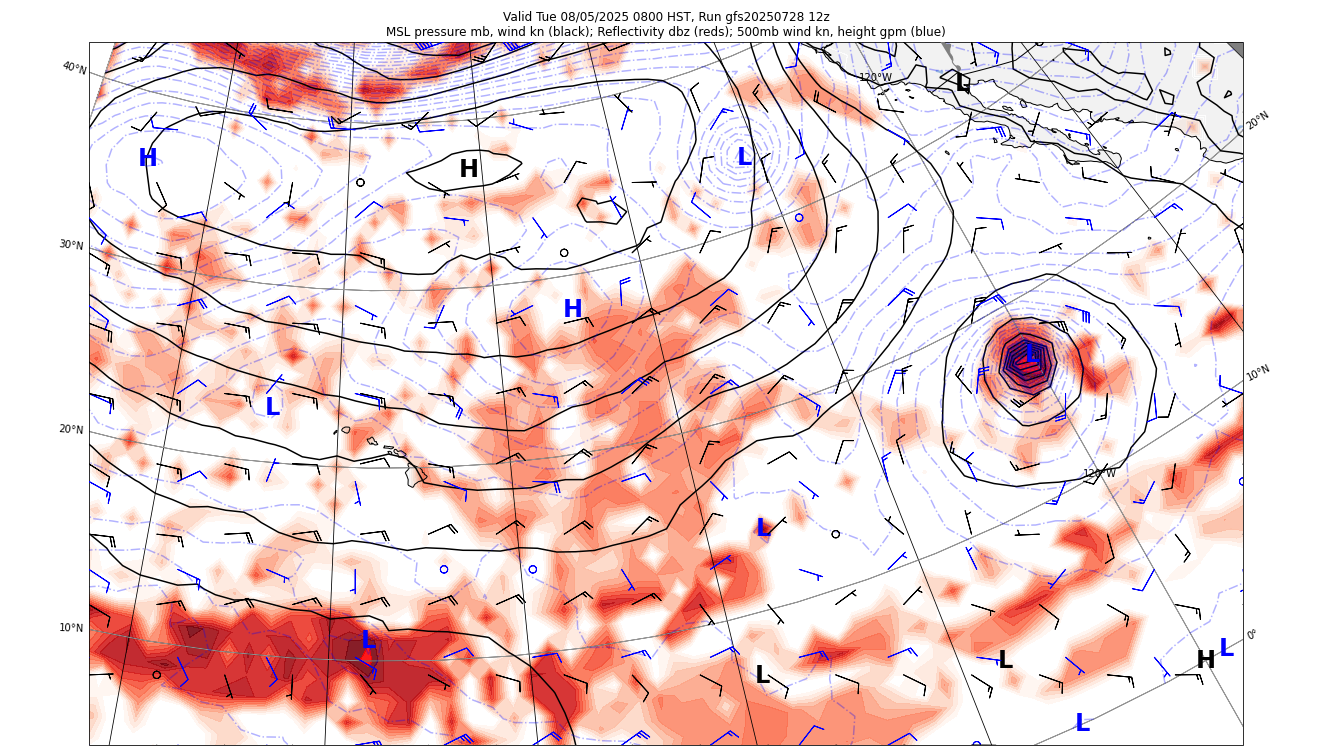 Valid Tue 08/05/2025 0800 HST, Run gfs20250728 12z
MSL pressure mb, wind kn (black); Reflectivity dbz (reds); 500mb wind kn, height gpm (blue)
40°N
120°W
L
20°N
H
H
L
30°N
H
L
10°N
L
20°N
120°W
L
10°N
L
0°
L
H
L
L
L